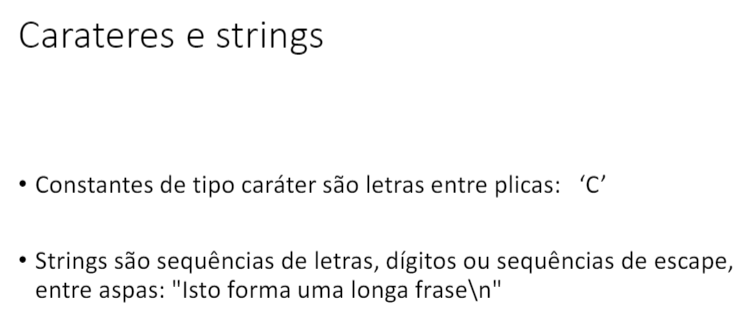 Carateres e strings
• Constantes de tipo caráter são letras entre plicas: ‘C’
• Strings são sequências de letras, dígitos ou sequências de escape,
entre aspas: "Isto forma uma longa frase\n"